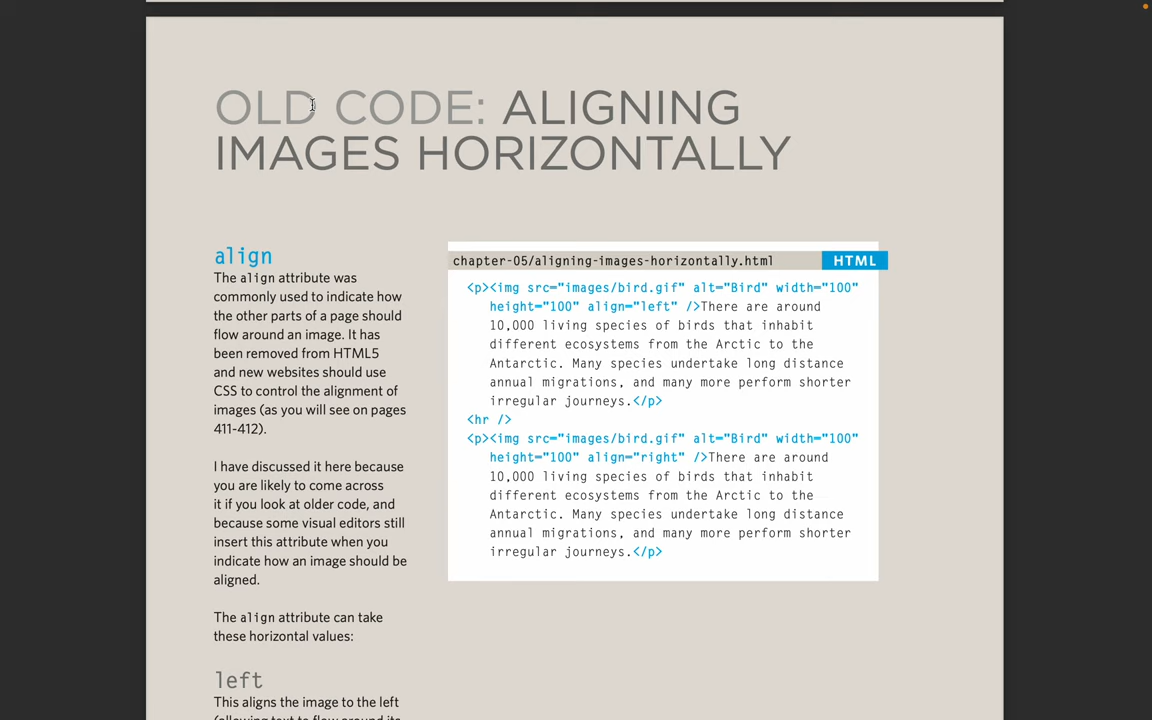 OLD CODE: ALIGNING
IMAGES HORIZONTALLY
align
The align attribute was
commonly used to indicate how
the other parts of a page should
flow around an image. It has
been removed from HTML5
and new websites should use
CSS to control the alignment of
images (as you will see on pages
411-412).
I have discussed it here because
you are likely to come across
it if you look at older code, and
because some visual editors still
insert this attribute when you
indicate how an image should be
aligned.
The align attribute can take
these horizontal values:
left
This aligns the image to the left
(allowing text to flow around its
chapter-05/aligning-images-horizontally.html HTML
<p><img src="images/bird.gif" alt="Bird" width="100"
height="100" align="left" />There are around
10,000 living species of birds that inhabit
different ecosystems from the Arctic to the
Antarctic. Many species undertake long distance
annual migrations, and many more perform shorter
irregular journeys.</p>
<hr />
<p><img src="images/bird.gif" alt="Bird" width="100"
height="100" align="right" />There are around
10,000 living species of birds that inhabit
different ecosystems from the Arctic to the
Antarctic. Many species undertake long distance
annual migrations, and many more perform shorter
irregular journeys.</p>